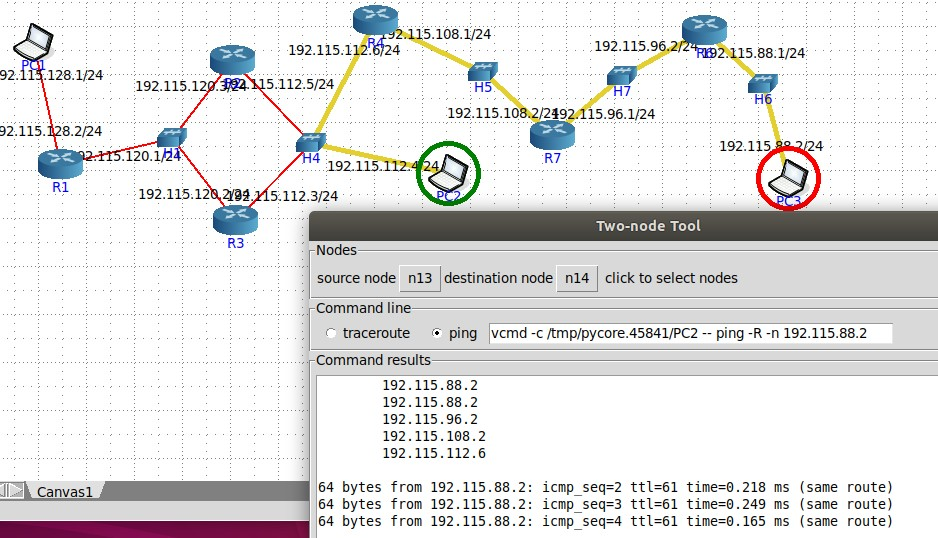 R4
92.115.108.1/24
192.115.112.6/24
192.115.96.2/24
R6
192.115.88.1/24
PC1
92.115.128.1/24
R2
192.115.120.3/24
192.115.112.5/24
H5
H7
H6
192.115.108.2/24
192.115.96.1/24
92.115.128.2/24
H1
H4
R7
192.115.88.2/24
92.115.120.1/24
192.115.112.4/24
R1
192.115.120.2/24
192.115.112.3/24
PC2
PC3
R3
Two-node Tool
Nodes
source node n13 destination node n14 click to select nodes
Command line
traceroute ping vcmd -c /tmp/pycore.45841/PC2 -- ping -R -n 192.115.88.2
Command results
192.115.88.2
192.115.88.2
192.115.96.2
192.115.108.2
192.115.112.6
64 bytes from 192.115.88.2: icmp_seq=2 ttl=61 time=0.218 ms (same route)
64 bytes from 192.115.88.2: icmp_seq=3 ttl=61 time=0.249 ms (same route)
64 bytes from 192.115.88.2: icmp_seq=4 ttl=61 time=0.165 ms (same route)
Canvas1